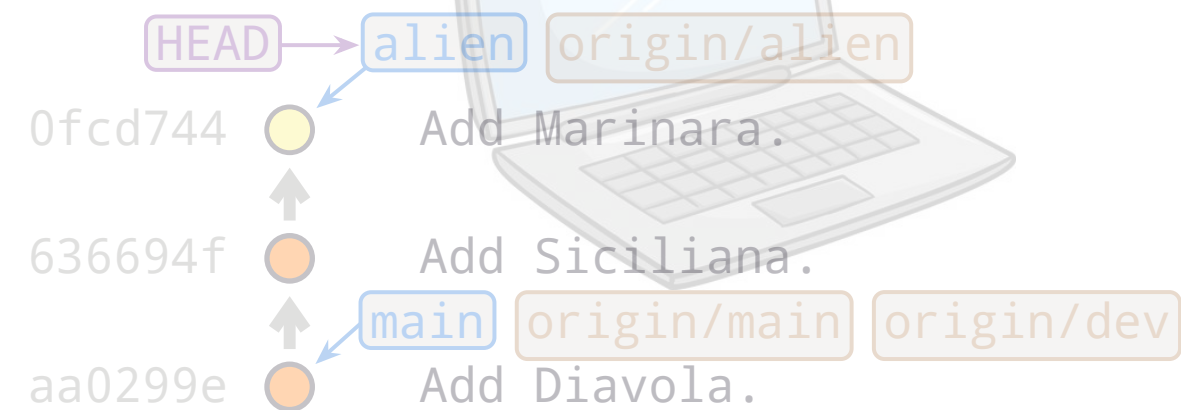 HEAD alien origin/alien
0fcd744 Add Marinara.
636694f Add Siciliana.
main origin/main origin/dev
aa0299e Add Diavola.